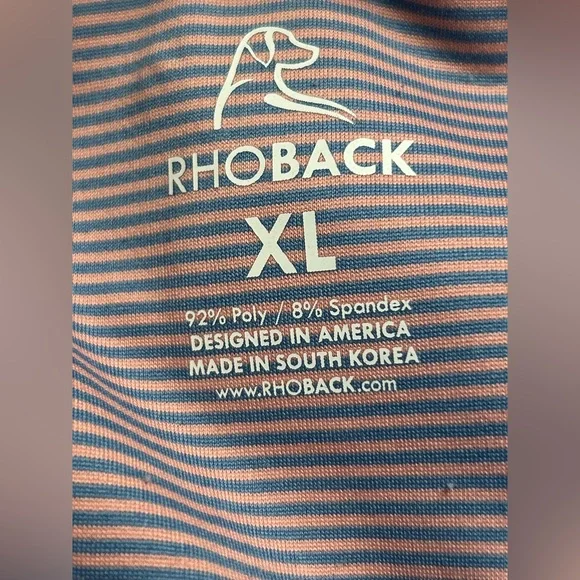 RHOBACK
XL
92% Poly / 8% Spandex
DESIGNED IN AMERICA
MADE IN SOUTH KOREA
www.RHOBACK.com